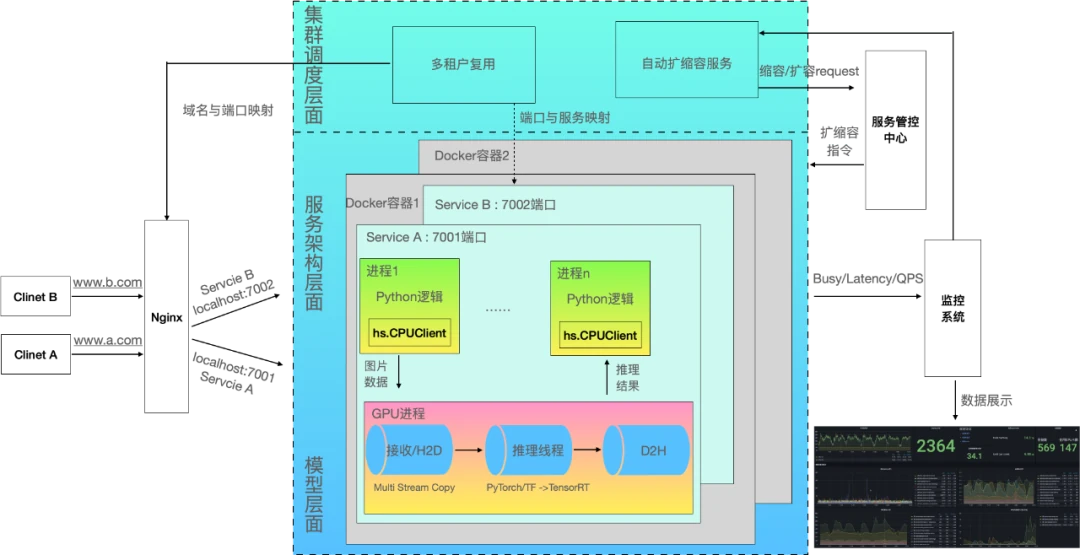 集群调度层面
多租户复用
自动扩缩容服务
缩容/扩容request
服务管控
中心
扩缩容
指令
域名与端口映射
端口与服务映射
Docker容器2
Docker容器1
服务架构层面
Service B : 7002端口
Service A : 7001端口
进程1
Python逻辑
hs.CPUClient
......
进程n
Python逻辑
hs.CPUClient
Clinet B
www.b.com
Clinet A
www.a.com
Nginx
Servcie B
localhost:7002
localhost:7001
Servcie A
Busy/Latency/QPS
监控
系统
图片
数据
推理
结果
数据展示
模型层面
GPU进程
接收/H2D
推理线程
D2H
Multi Stream Copy
PyTorch/TF ->TensorRT
2364
34.1
569
147